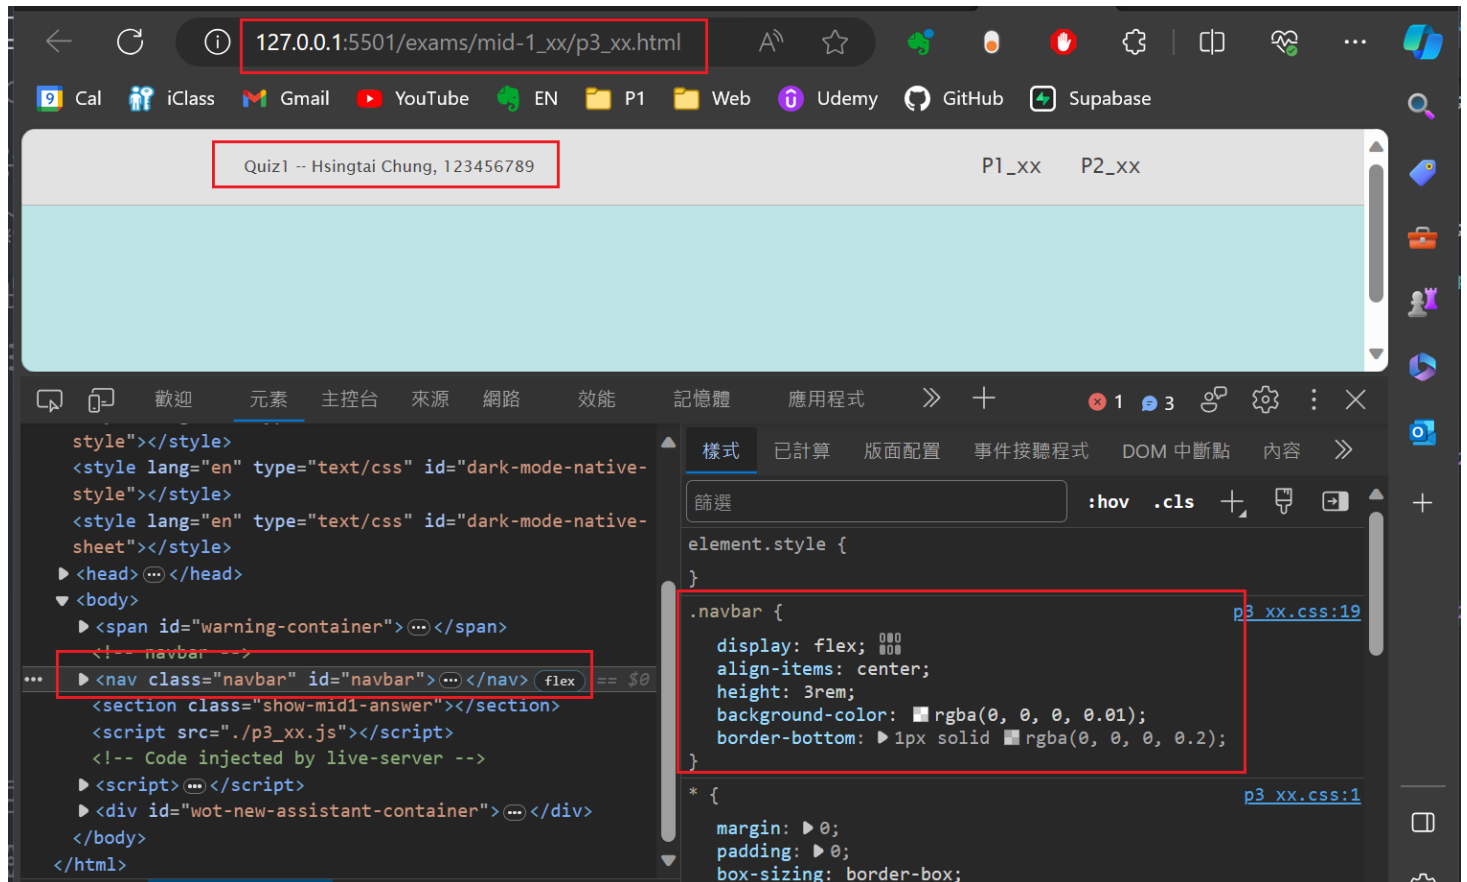 127.0.0.1:5501/exams/mid-1_xx/p3_xx.html
Cal iClass Gmail YouTube EN P1 Web Udemy GitHub Supabase
Quiz1 -- Hsingtai Chung, 123456789 P1_xx P2_xx
歡迎 元素 主控台 來源 網路 效能 記憶體 應用程式 1 3
style"></style>
<style lang="en" type="text/css" id="dark-mode-native-
style"></style>
<style lang="en" type="text/css" id="dark-mode-native-
sheet"></style>
<head>…</head>
<body>
<span id="warning-container">…</span>
<!-- navbar -->
<nav class="navbar" id="navbar">…</nav> flex == $0
<section class="show-mid1-answer"></section>
<script src="./p3_xx.js"></script>
<!-- Code injected by live-server -->
<script>…</script>
<div id="wot-new-assistant-container">…</div>
</body>
</html>
樣式 已計算 版面配置 事件接聽程式 DOM 中斷點 內容
篩選 :hov .cls
element.style {
}
.navbar { p3_xx.css:19
display: flex;
align-items: center;
height: 3rem;
background-color: rgba(0, 0, 0, 0.01);
border-bottom: 1px solid rgba(0, 0, 0, 0.2);
}
* { p3_xx.css:1
margin: 0;
padding: 0;
box-sizing: border-box;